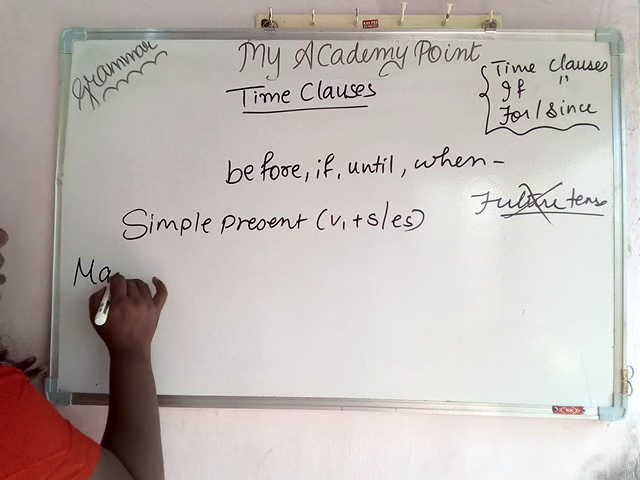 Grammar
My Academy Point
Time Clauses
Time clauses
If "
For/since
before, if, until, when -
Future tense
Simple present (v1 + s/es)
Ma